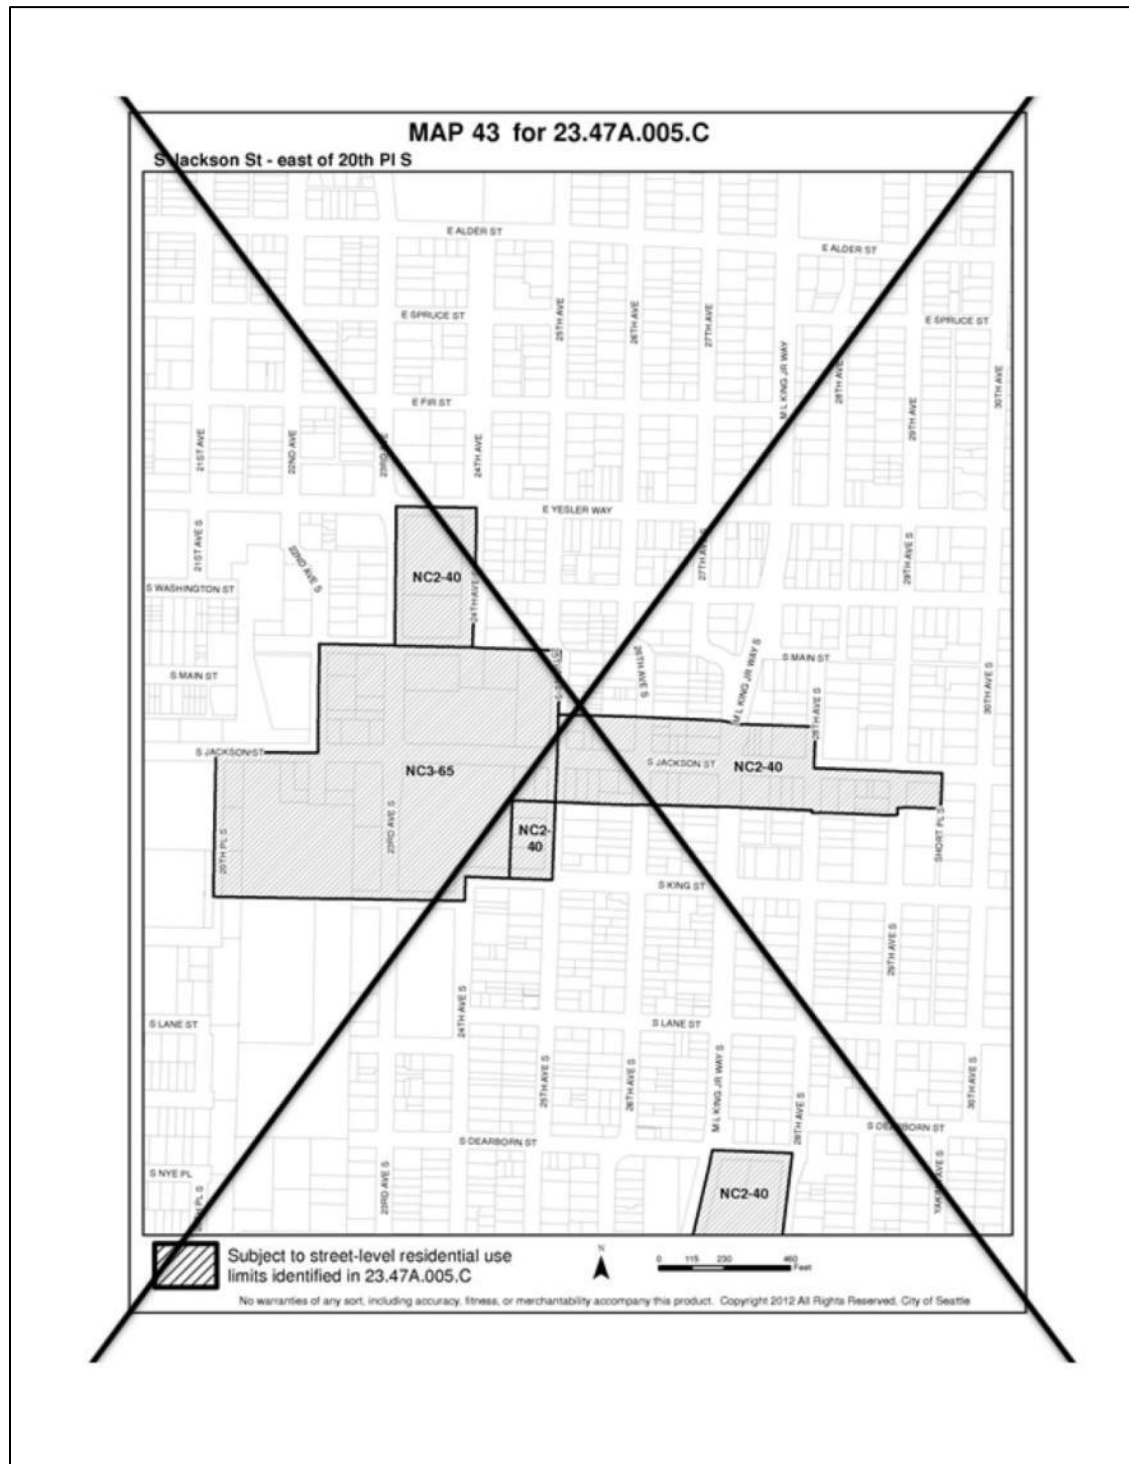 MAP 43 for 23.47A.005.C
S Jackson St - east of 20th Pl S
E ALDER ST
E ALDER ST
E SPRUCE ST
E SPRUCE ST
25TH AVE
26TH AVE
27TH AVE
M L KING JR WAY
28TH AVE
29TH AVE
30TH AVE
E FIR ST
21ST AVE
22ND AVE
23RD
24TH AVE
E YESLER WAY
21ST AVE S
22ND AVE S
27TH AVE
29TH AVE S
S WASHINGTON ST
NC2-40
24TH AVE
S MAIN ST
S MAIN ST
26TH AVE S
M L KING JR WAY S
28TH AVE S
30TH AVE S
S JACKSON ST
NC3-65
S JACKSON ST
NC2-40
20TH PL S
23RD AVE S
NC2-
40
SHORT PL S
S KING ST
29TH AVE S
S LANE ST
24TH AVE S
S LANE ST
25TH AVE S
26TH AVE S
M L KING JR WAY S
28TH AVE S
30TH AVE S
S DEARBORN ST
S DEARBORN ST
S NYE PL
PL S
23RD AVE S
NC2-40
AVE S
Subject to street-level residential use
limits identified in 23.47A.005.C
N
0 115 230 460
Feet
No warranties of any sort, including accuracy, fitness, or merchantability accompany this product. Copyright 2012 All Rights Reserved, City of Seattle